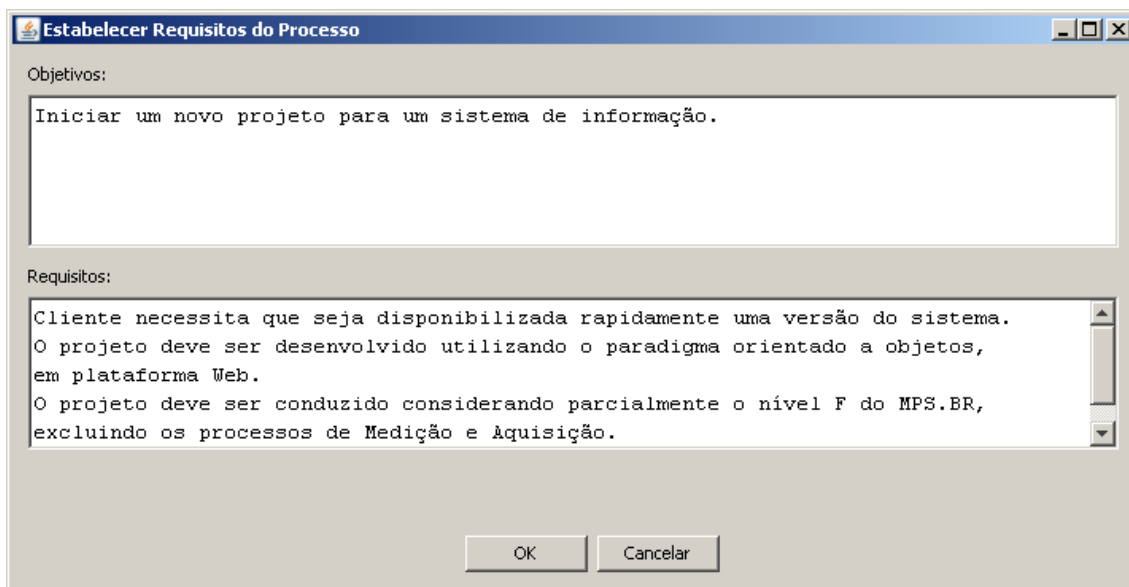 Estabelecer Requisitos do Processo
Objetivos:
Iniciar um novo projeto para um sistema de informação.
Requisitos:
Cliente necessita que seja disponibilizada rapidamente uma versão do sistema.
O projeto deve ser desenvolvido utilizando o paradigma orientado a objetos,
em plataforma Web.
O projeto deve ser conduzido considerando parcialmente o nível F do MPS.BR,
excluindo os processos de Medição e Aquisição.
OK Cancelar